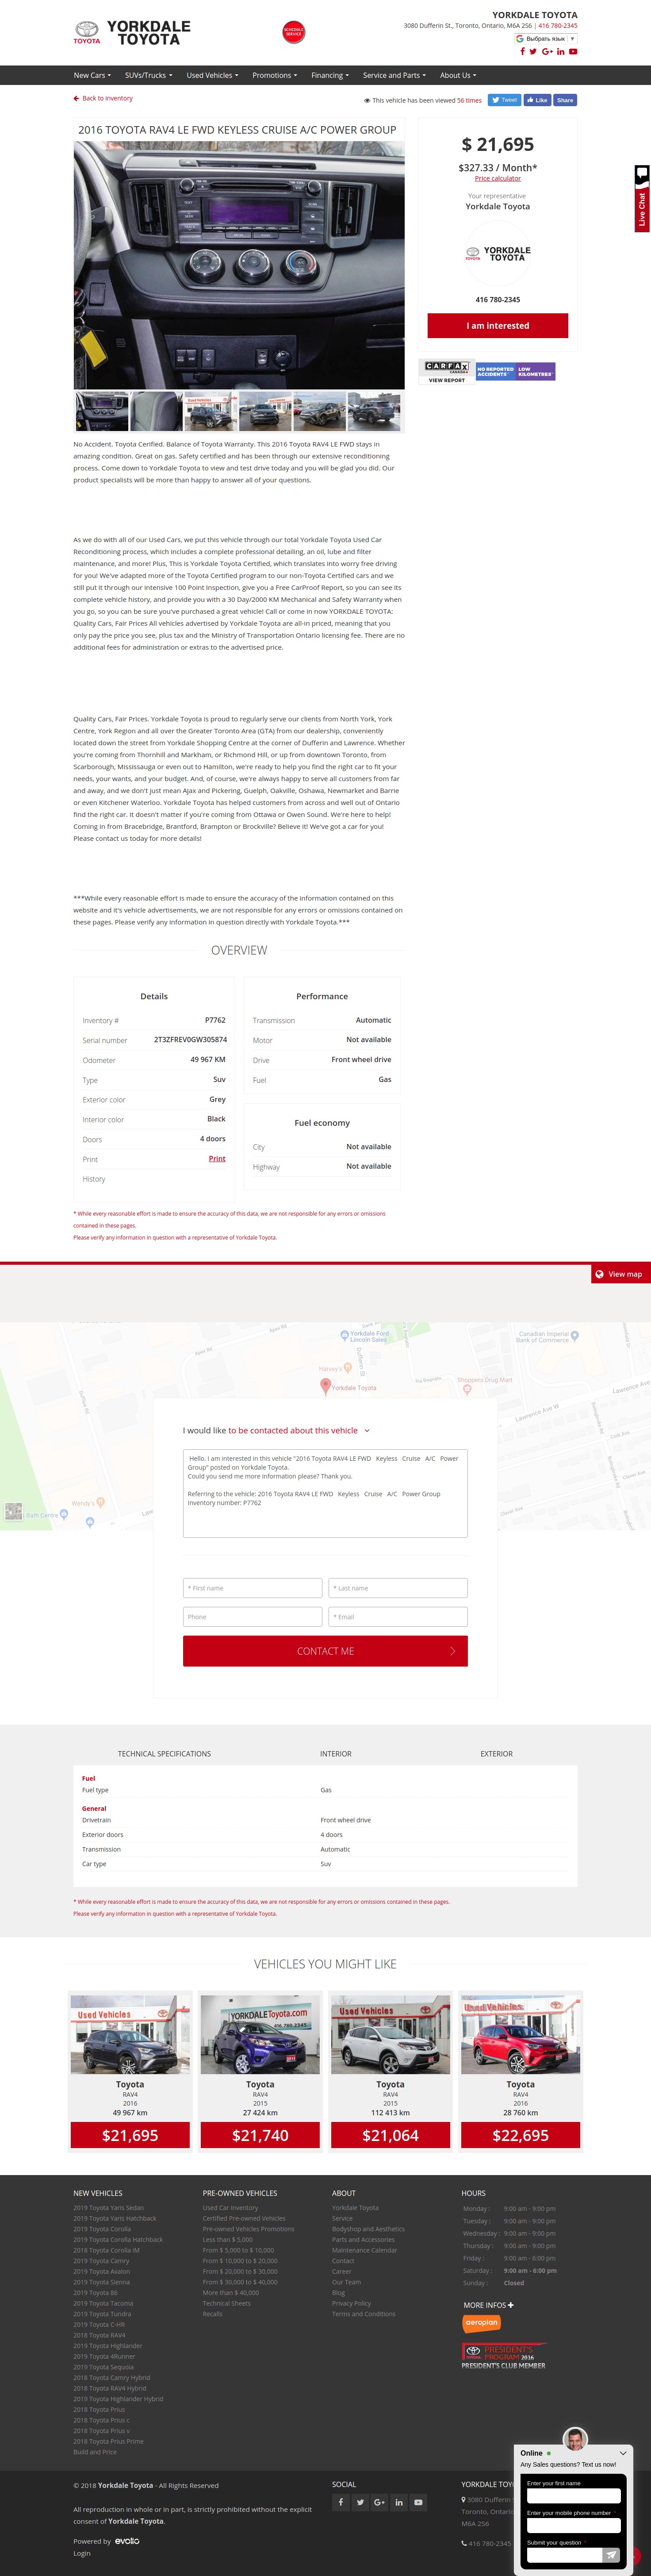 YORKDALE TOYOTA
TOYOTA
YORKDALE
TOYOTA
SCHEDULE
SERVICE
3080 Dufferin St., Toronto, Ontario, M6A 2S6 | 416 780-2345
Выбрать язык ▼
New Cars
SUVs/Trucks
Used Vehicles
Promotions
Financing
Service and Parts
About Us
Back to Inventory
This vehicle has been viewed 56 times
Tweet
Like
Share
2016 TOYOTA RAV4 LE FWD KEYLESS CRUISE A/C POWER GROUP
$ 21,695
$327.33 / Month*
Price calculator
Your representative
Yorkdale Toyota
TOYOTA
YORKDALE
TOYOTA
416 780-2345
I am interested
Live Chat
CARFAX
CANADA
VIEW REPORT
NO REPORTED
ACCIDENTS
LOW
KILOMETRES
No Accident. Toyota Cerified. Balance of Toyota Warranty. This 2016 Toyota RAV4 LE FWD stays in
amazing condition. Great on gas. Safety certified and has been through our extensive reconditioning
process. Come down to Yorkdale Toyota to view and test drive today and you will be glad you did. Our
product specialists will be more than happy to answer all of your questions.
As we do with all of our Used Cars, we put this vehicle through our total Yorkdale Toyota Used Car
Reconditioning process, which includes a complete professional detailing, an oil, lube and filter
maintenance, and more! Plus, This is Yorkdale Toyota Certified, which translates into worry free driving
for you! We've adapted more of the Toyota Certified program to our non-Toyota Certified cars and we
still put it through our intensive 100 Point Inspection, give you a Free CarProof Report, so you can see its
complete vehicle history, and provide you with a 30 Day/2000 KM Mechanical and Safety Warranty when
you go, so you can be sure you've purchased a great vehicle! Call or come in now YORKDALE TOYOTA:
Quality Cars, Fair Prices All vehicles advertised by Yorkdale Toyota are all-in priced, meaning that you
only pay the price you see, plus tax and the Ministry of Transportation Ontario licensing fee. There are no
additional fees for administration or extras to the advertised price.
Quality Cars, Fair Prices. Yorkdale Toyota is proud to regularly serve our clients from North York, York
Centre, York Region and all over the Greater Toronto Area (GTA) from our dealership, conveniently
located down the street from Yorkdale Shopping Centre at the corner of Dufferin and Lawrence. Whether
you're coming from Thornhill and Markham, or Richmond Hill, or up from downtown Toronto, from
Scarborough, Mississauga or even out to Hamilton, we're ready to help you find the right car to fit your
needs, your wants, and your budget. And, of course, we're always happy to serve all customers from far
and away, and we don't just mean Ajax and Pickering, Guelph, Oakville, Oshawa, Newmarket and Barrie
or even Kitchener Waterloo. Yorkdale Toyota has helped customers from across and well out of Ontario
find the right car. It doesn't matter if you're coming from Ottawa or Owen Sound. We're here to help!
Coming in from Bracebridge, Brantford, Brampton or Brockville? Believe it! We've got a car for you!
Please contact us today for more details!
***While every reasonable effort is made to ensure the accuracy of the information contained on this
website and it's vehicle advertisements, we are not responsible for any errors or omissions contained on
these pages. Please verify any information in question directly with Yorkdale Toyota.***
OVERVIEW
Details
Inventory # P7762
Serial number 2T3ZFREV0GW305874
Odometer 49 967 KM
Type Suv
Exterior color Grey
Interior color Black
Doors 4 doors
Print Print
History
Performance
Transmission Automatic
Motor Not available
Drive Front wheel drive
Fuel Gas
Fuel economy
City Not available
Highway Not available
* While every reasonable effort is made to ensure the accuracy of this data, we are not responsible for any errors or omissions
contained in these pages.
Please verify any information in question with a representative of Yorkdale Toyota.
View map
Apex Rd
Apex Rd
Yorkdale Ford
Lincoln Sales
Dufferin St
Canadian Imperial
Bank of Commerce
Harvey's
Yorkdale Toyota
Shoppers Drug Mart
Lawrence Ave
Lawrence Ave W
Wendy's
Bath Centre
I would like to be contacted about this vehicle
Hello, I am interested in this vehicle "2016 Toyota RAV4 LE FWD Keyless Cruise A/C Power
Group" posted on Yorkdale Toyota.
Could you send me more information please? Thank you.
Referring to the vehicle: 2016 Toyota RAV4 LE FWD Keyless Cruise A/C Power Group
Inventory number: P7762
* First name
* Last name
Phone
* Email
CONTACT ME
TECHNICAL SPECIFICATIONS
INTERIOR
EXTERIOR
Fuel
Fuel type Gas
General
Drivetrain Front wheel drive
Exterior doors 4 doors
Transmission Automatic
Car type Suv
* While every reasonable effort is made to ensure the accuracy of this data, we are not responsible for any errors or omissions contained in these pages.
Please verify any information in question with a representative of Yorkdale Toyota.
VEHICLES YOU MIGHT LIKE
Used Vehicles
Toyota
RAV4
2016
49 967 km
$21,695
YORKDALEToyota.com
416.780.2345
Toyota
RAV4
2015
27 424 km
$21,740
Used Vehicles
Toyota
RAV4
2015
112 413 km
$21,064
Used Vehicles
Toyota
RAV4
2016
28 760 km
$22,695
NEW VEHICLES
2019 Toyota Yaris Sedan
2019 Toyota Yaris Hatchback
2019 Toyota Corolla
2019 Toyota Corolla Hatchback
2018 Toyota Corolla iM
2019 Toyota Camry
2019 Toyota Avalon
2019 Toyota Sienna
2019 Toyota 86
2019 Toyota Tacoma
2019 Toyota Tundra
2019 Toyota C-HR
2018 Toyota RAV4
2019 Toyota Highlander
2019 Toyota 4Runner
2019 Toyota Sequoia
2018 Toyota Camry Hybrid
2018 Toyota RAV4 Hybrid
2019 Toyota Highlander Hybrid
2018 Toyota Prius
2018 Toyota Prius c
2018 Toyota Prius v
2018 Toyota Prius Prime
Build and Price
PRE-OWNED VEHICLES
Used Car Inventory
Certified Pre-owned Vehicles
Pre-owned Vehicles Promotions
Less than $ 5,000
From $ 5,000 to $ 10,000
From $ 10,000 to $ 20,000
From $ 20,000 to $ 30,000
From $ 30,000 to $ 40,000
More than $ 40,000
Technical Sheets
Recalls
ABOUT
Yorkdale Toyota
Service
Bodyshop and Aesthetics
Parts and Accessories
Maintenance Calendar
Contact
Career
Our Team
Blog
Privacy Policy
Terms and Conditions
HOURS
Monday : 9:00 am - 9:00 pm
Tuesday : 9:00 am - 9:00 pm
Wednesday : 9:00 am - 9:00 pm
Thursday : 9:00 am - 9:00 pm
Friday : 9:00 am - 6:00 pm
Saturday : 9:00 am - 6:00 pm
Sunday : Closed
MORE INFOS
aeroplan
TOYOTA
PRESIDENT'S
PROGRAM 2016
PRESIDENT'S CLUB MEMBER
© 2018 Yorkdale Toyota - All Rights Reserved
All reproduction in whole or in part, is strictly prohibited without the explicit
consent of Yorkdale Toyota.
Powered by evolio
Login
SOCIAL
YORKDALE TOYO
3080 Dufferin
Toronto, Ontario
M6A 2S6
416 780-2345
Online
Any Sales questions? Text us now!
Enter your first name
Enter your mobile phone number *
Submit your question *